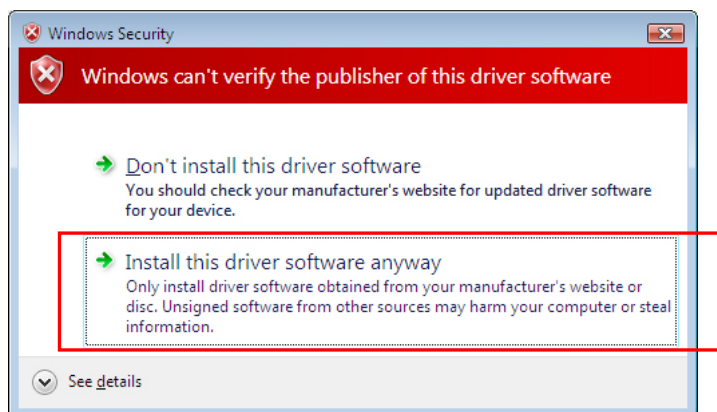 Windows Security
Windows can't verify the publisher of this driver software
Don't install this driver software
You should check your manufacturer's website for updated driver software
for your device.
Install this driver software anyway
Only install driver software obtained from your manufacturer's website or
disc. Unsigned software from other sources may harm your computer or steal
information.
See details